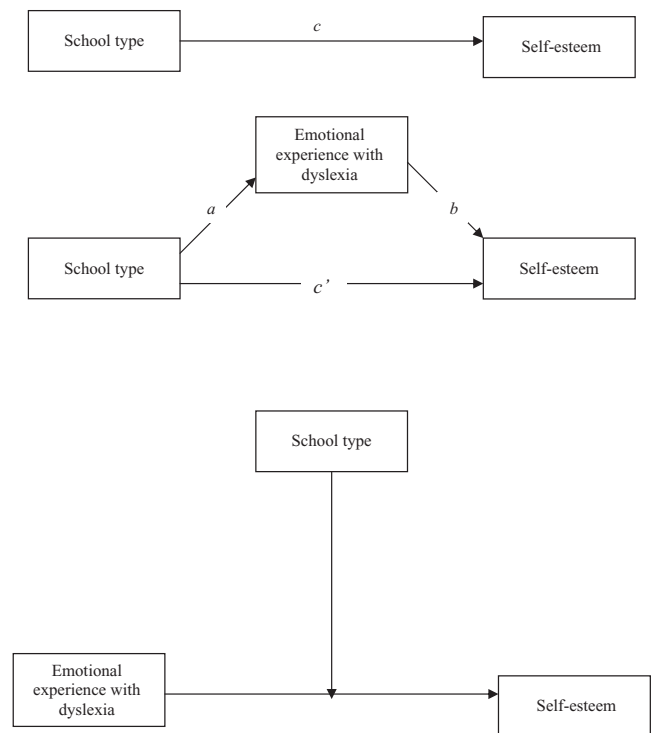 School type
c
Self-esteem
Emotional
experience with
dyslexia
a
b
School type
c’
Self-esteem
School type
Emotional
experience with
dyslexia
Self-esteem